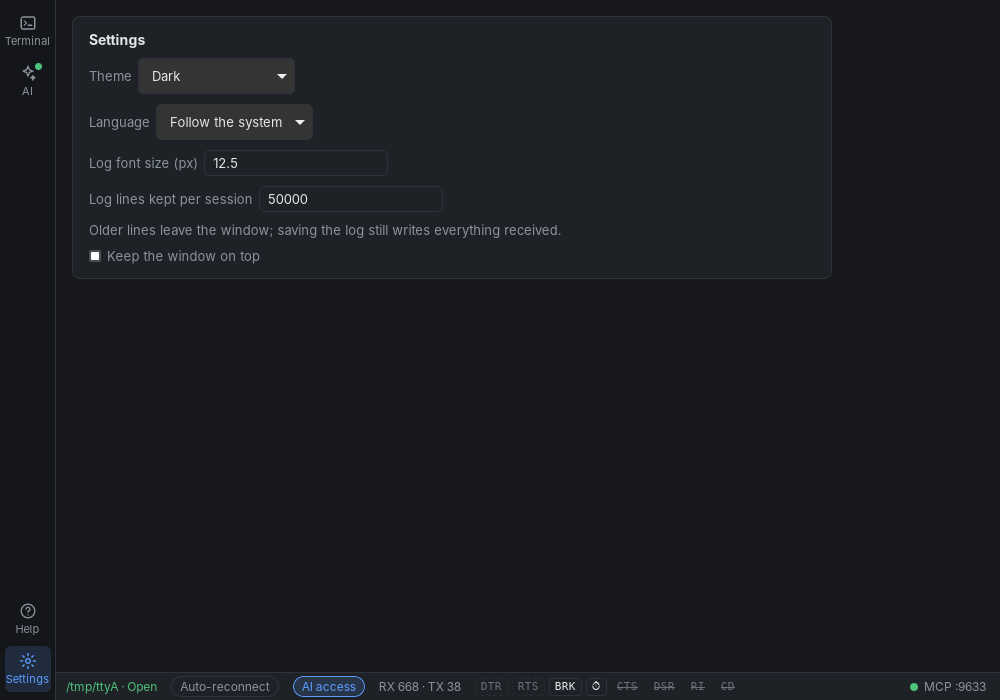 Terminal
AI
Settings
Theme Dark
Language Follow the system
Log font size (px) 12.5
Log lines kept per session 50000
Older lines leave the window; saving the log still writes everything received.
Keep the window on top
Help
Settings
/tmp/ttyA · Open Auto-reconnect AI access RX 668 · TX 38 DTR RTS BRK CTS DSR RI CD MCP :9633